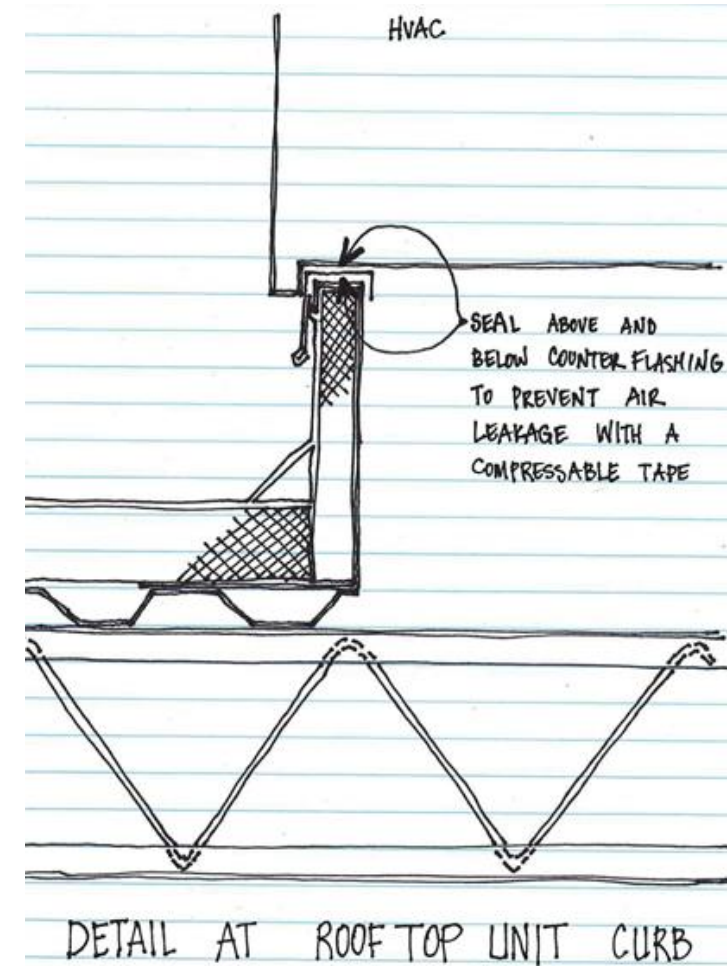 HVAC
SEAL ABOVE AND
BELOW COUNTER FLASHING
TO PREVENT AIR
LEAKAGE WITH A
COMPRESSABLE TAPE
DETAIL AT ROOF TOP UNIT CURB